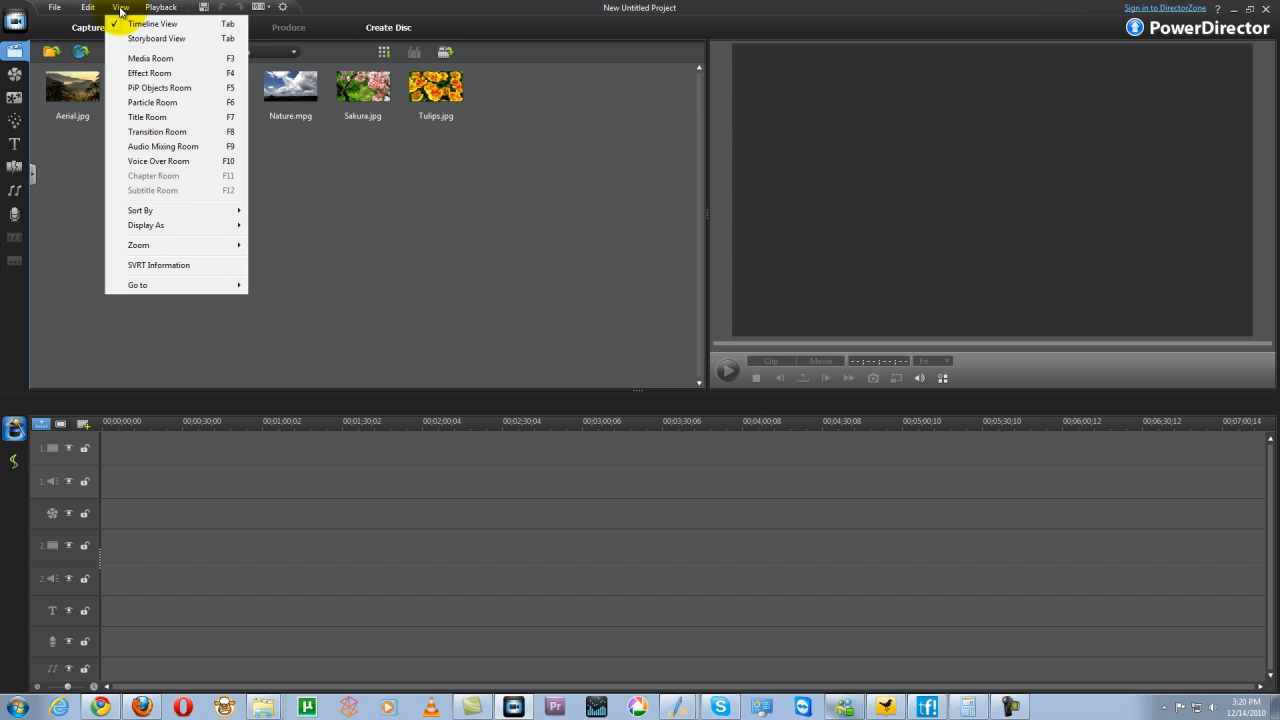 File Edit View Playback
New Untitled Project
Sign in to DirectorZone
Capture
Produce
Create Disc
PowerDirector
Timeline View Tab
Storyboard View Tab
Media Room F3
Effect Room F4
PiP Objects Room F5
Particle Room F6
Title Room F7
Transition Room F8
Audio Mixing Room F9
Voice Over Room F10
Chapter Room F11
Subtitle Room F12
Sort By
Display As
Zoom
SVRT Information
Go to
Aerial.jpg
Nature.mpg
Sakura.jpg
Tulips.jpg
Clip Movie --:--:--:-- Fit
00;00;00;00 00;00;30;00 00;01;00;02 00;01;30;02 00;02;00;04 00;02;30;04 00;03;00;06 00;03;30;06 00;04;00;08 00;04;30;08 00;05;00;10 00;05;30;10 00;06;00;12 00;06;30;12 00;07;00;14
1.
1.
2.
2.
T
3:20 PM
12/14/2010